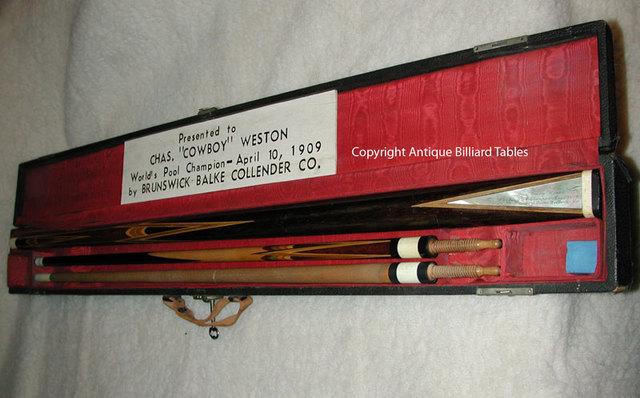 Presented to
CHAS. "COWBOY" WESTON
World's Pool Champion - April 10, 1909
by BRUNSWICK BALKE COLLENDER CO.
Copyright Antique Billiard Tables